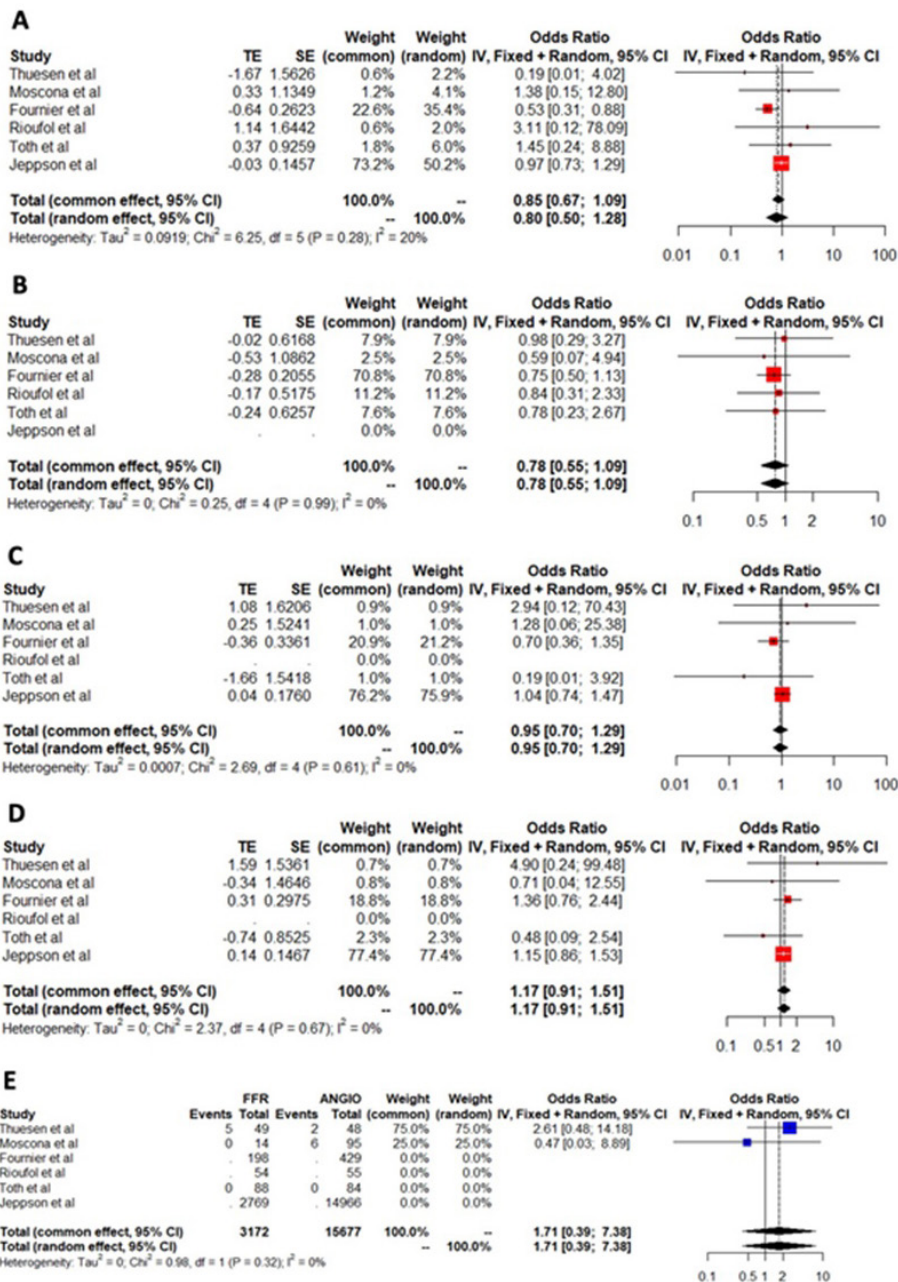 A
Weight Weight Odds Ratio Odds Ratio
Study TE SE (common) (random) IV, Fixed + Random, 95% CI IV, Fixed + Random, 95% CI
Thuesen et al -1.67 1.5626 0.6% 2.2% 0.19 [0.01; 4.02]
Moscona et al 0.33 1.1349 1.2% 4.1% 1.38 [0.15; 12.80]
Fournier et al -0.64 0.2623 22.6% 35.4% 0.53 [0.31; 0.88]
Rioufol et al 1.14 1.6442 0.6% 2.0% 3.11 [0.12; 78.09]
Toth et al 0.37 0.9259 1.8% 6.0% 1.45 [0.24; 8.88]
Jeppson et al -0.03 0.1457 73.2% 50.2% 0.97 [0.73; 1.29]
Total (common effect, 95% CI) 100.0% -- 0.85 [0.67; 1.09]
Total (random effect, 95% CI) -- 100.0% 0.80 [0.50; 1.28]
Heterogeneity: Tau² = 0.0919; Chi² = 6.25, df = 5 (P = 0.28); I² = 20%
0.01 0.1 1 10 100
B
Weight Weight Odds Ratio Odds Ratio
Study TE SE (common) (random) IV, Fixed + Random, 95% CI IV, Fixed + Random, 95% CI
Thuesen et al -0.02 0.6168 7.9% 7.9% 0.98 [0.29; 3.27]
Moscona et al -0.53 1.0862 2.5% 2.5% 0.59 [0.07; 4.94]
Fournier et al -0.28 0.2055 70.8% 70.8% 0.75 [0.50; 1.13]
Rioufol et al -0.17 0.5175 11.2% 11.2% 0.84 [0.31; 2.33]
Toth et al -0.24 0.6257 7.6% 7.6% 0.78 [0.23; 2.67]
Jeppson et al . . 0.0% 0.0%
Total (common effect, 95% CI) 100.0% -- 0.78 [0.55; 1.09]
Total (random effect, 95% CI) -- 100.0% 0.78 [0.55; 1.09]
Heterogeneity: Tau² = 0; Chi² = 0.25, df = 4 (P = 0.99); I² = 0%
0.1 0.5 1 2 10
C
Weight Weight Odds Ratio Odds Ratio
Study TE SE (common) (random) IV, Fixed + Random, 95% CI IV, Fixed + Random, 95% CI
Thuesen et al 1.08 1.6206 0.9% 0.9% 2.94 [0.12; 70.43]
Moscona et al 0.25 1.5241 1.0% 1.0% 1.28 [0.06; 25.38]
Fournier et al -0.36 0.3361 20.9% 21.2% 0.70 [0.36; 1.35]
Rioufol et al . . 0.0% 0.0%
Toth et al -1.66 1.5418 1.0% 1.0% 0.19 [0.01; 3.92]
Jeppson et al 0.04 0.1760 76.2% 75.9% 1.04 [0.74; 1.47]
Total (common effect, 95% CI) 100.0% -- 0.95 [0.70; 1.29]
Total (random effect, 95% CI) -- 100.0% 0.95 [0.70; 1.29]
Heterogeneity: Tau² = 0.0007; Chi² = 2.69, df = 4 (P = 0.61); I² = 0%
0.01 0.1 1 10 100
D
Weight Weight Odds Ratio Odds Ratio
Study TE SE (common) (random) IV, Fixed + Random, 95% CI IV, Fixed + Random, 95% CI
Thuesen et al 1.59 1.5361 0.7% 0.7% 4.90 [0.24; 99.48]
Moscona et al -0.34 1.4646 0.8% 0.8% 0.71 [0.04; 12.55]
Fournier et al 0.31 0.2975 18.8% 18.8% 1.36 [0.76; 2.44]
Rioufol et al . . 0.0% 0.0%
Toth et al -0.74 0.8525 2.3% 2.3% 0.48 [0.09; 2.54]
Jeppson et al 0.14 0.1467 77.4% 77.4% 1.15 [0.86; 1.53]
Total (common effect, 95% CI) 100.0% -- 1.17 [0.91; 1.51]
Total (random effect, 95% CI) -- 100.0% 1.17 [0.91; 1.51]
Heterogeneity: Tau² = 0; Chi² = 2.37, df = 4 (P = 0.67); I² = 0%
0.1 0.5 1 2 10
E
FFR ANGIO Weight Weight Odds Ratio Odds Ratio
Study Events Total Events Total (common) (random) IV, Fixed + Random, 95% CI IV, Fixed + Random, 95% CI
Thuesen et al 5 49 2 48 75.0% 75.0% 2.61 [0.48; 14.18]
Moscona et al 0 14 6 95 25.0% 25.0% 0.47 [0.03; 8.89]
Fournier et al . 198 . 429 0.0% 0.0%
Rioufol et al . 54 . 55 0.0% 0.0%
Toth et al 0 88 0 84 0.0% 0.0%
Jeppson et al . 2769 . 14966 0.0% 0.0%
Total (common effect, 95% CI) 3172 15677 100.0% -- 1.71 [0.39; 7.38]
Total (random effect, 95% CI) -- 100.0% 1.71 [0.39; 7.38]
Heterogeneity: Tau² = 0; Chi² = 0.98, df = 1 (P = 0.32); I² = 0%
0.1 0.5 1 2 10